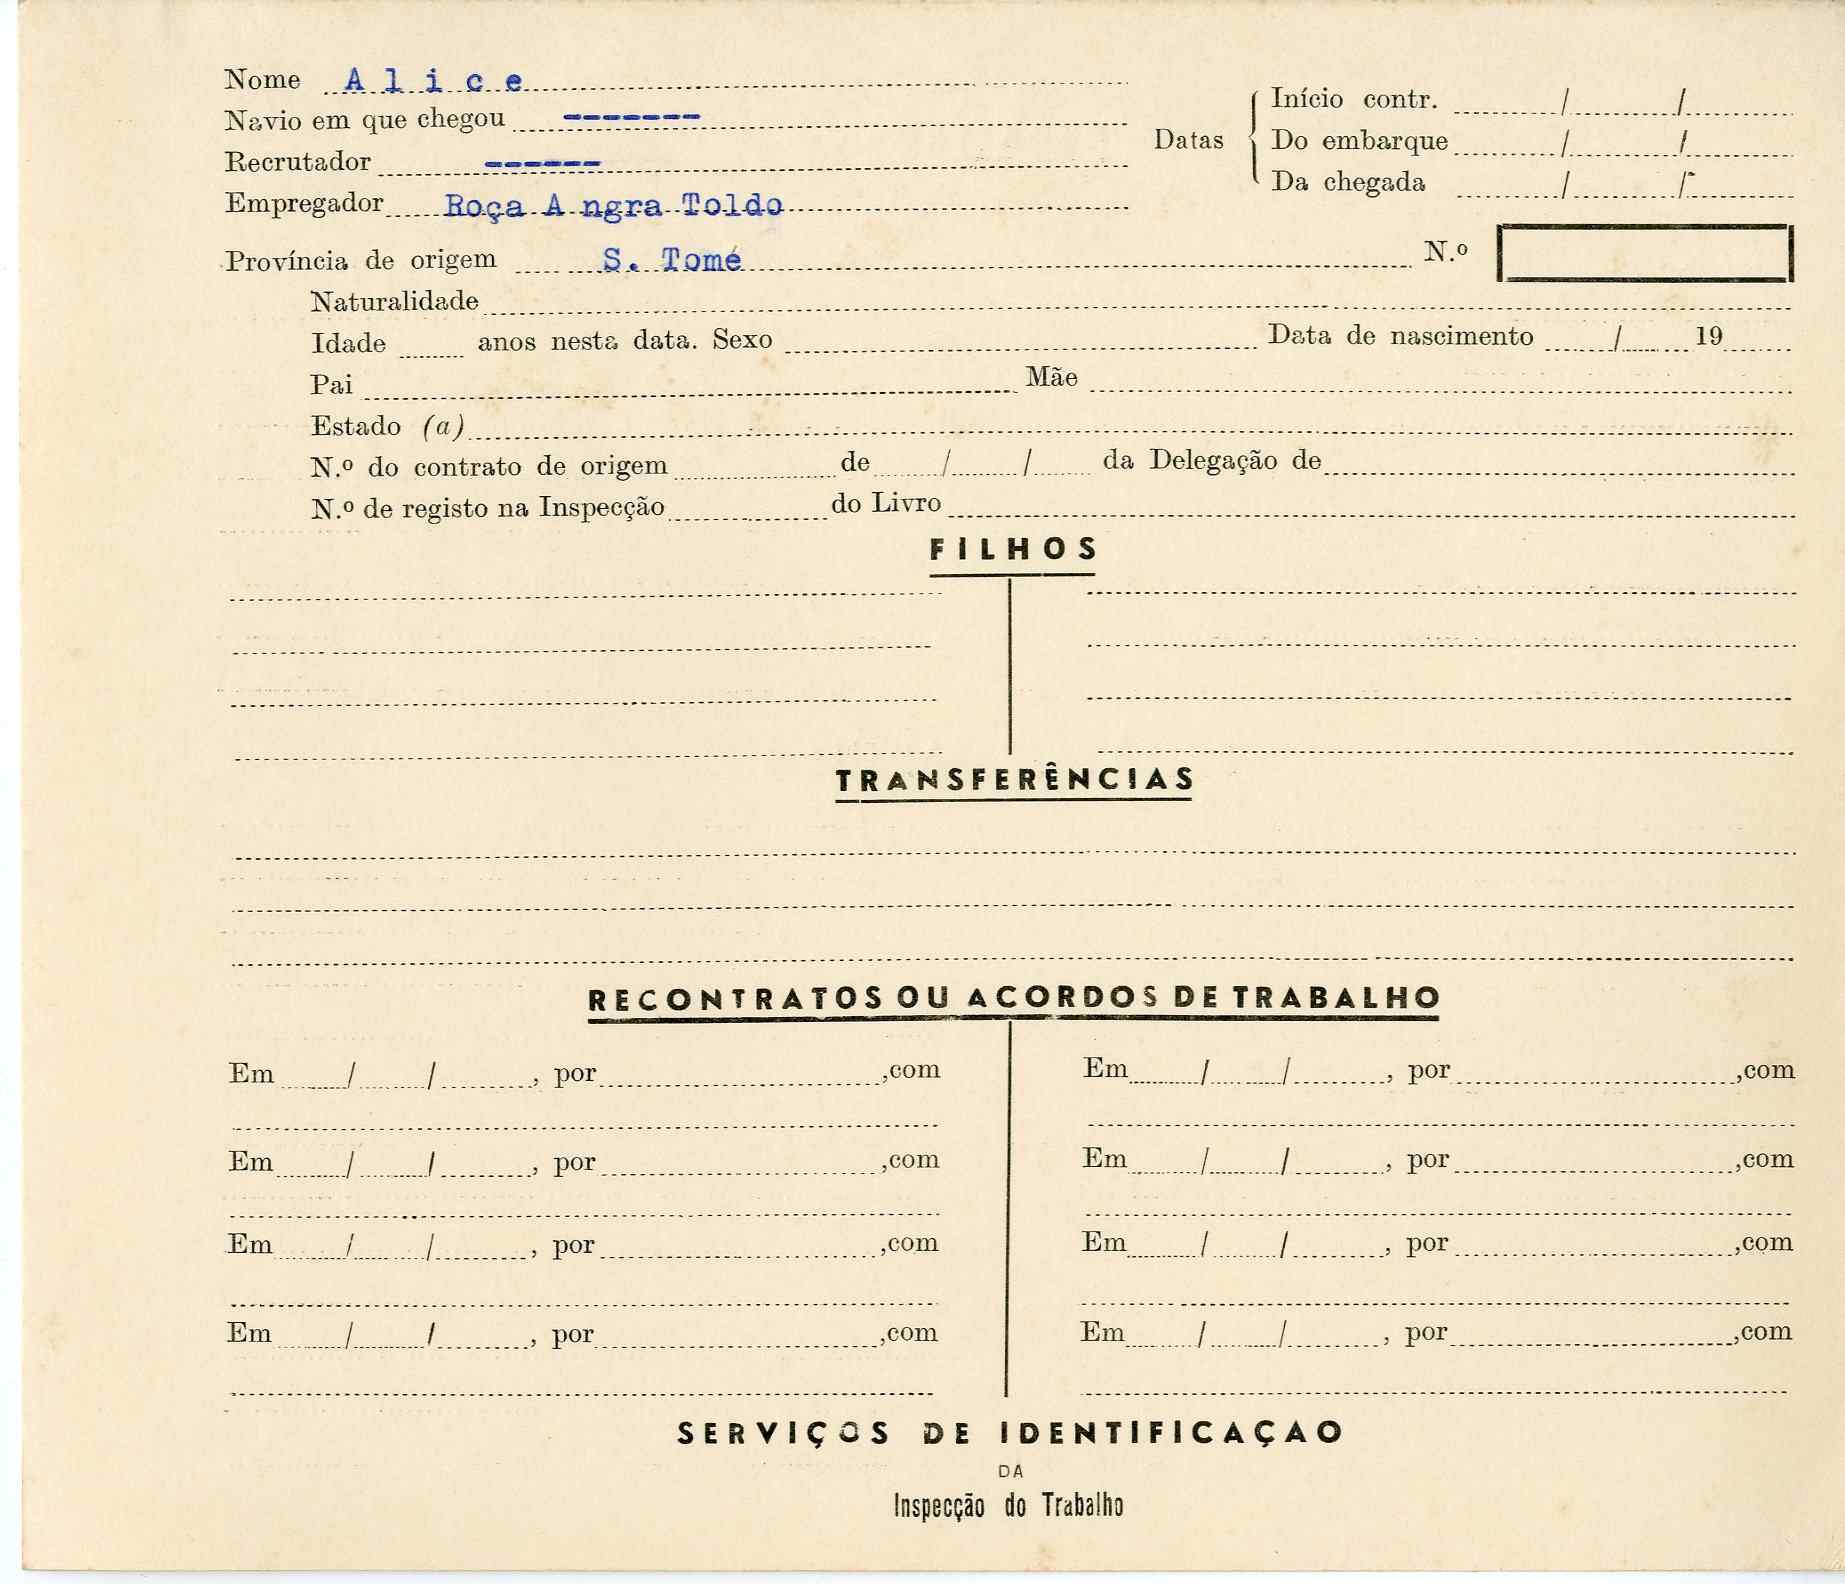 Nome A l i c e
Navio em que chegou -------
Recrutador ------
Empregador Roça A ngra Toldo
Datas
Início contr. / /
Do embarque / /
Da chegada / /
Província de origem S. Tomé N.º
Naturalidade
Idade anos nesta data. Sexo Data de nascimento / 19
Pai Mãe
Estado (a)
N.º do contrato de origem de / / da Delegação de
N.º de registo na Inspecção do Livro
FILHOS
TRANSFERÊNCIAS
RECONTRATOS OU ACORDOS DE TRABALHO
Em / / , por ,com
Em / / , por ,com
Em / / , por ,com
Em / / , por ,com
Em / / , por ,com
Em / / , por ,com
Em / / , por ,com
Em / / , por ,com
SERVIÇOS DE IDENTIFICAÇAO
DA
Inspecção do Trabalho